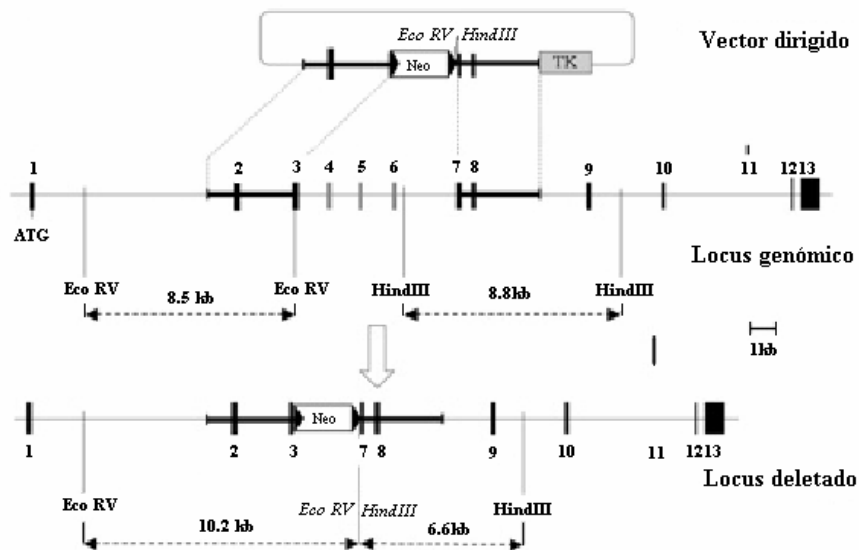 Eco RV HindIII
Vector dirigido
Neo
TK
1 2 3 4 5 6 7 8 9 10 11 12 13
ATG
Locus genómico
Eco RV Eco RV HindIII HindIII
8.5 kb 8.8kb
1kb
Neo
1 2 3 7 8 9 10 11 12 13
Locus deletado
Eco RV Eco RV HindIII HindIII
10.2 kb 6.6kb